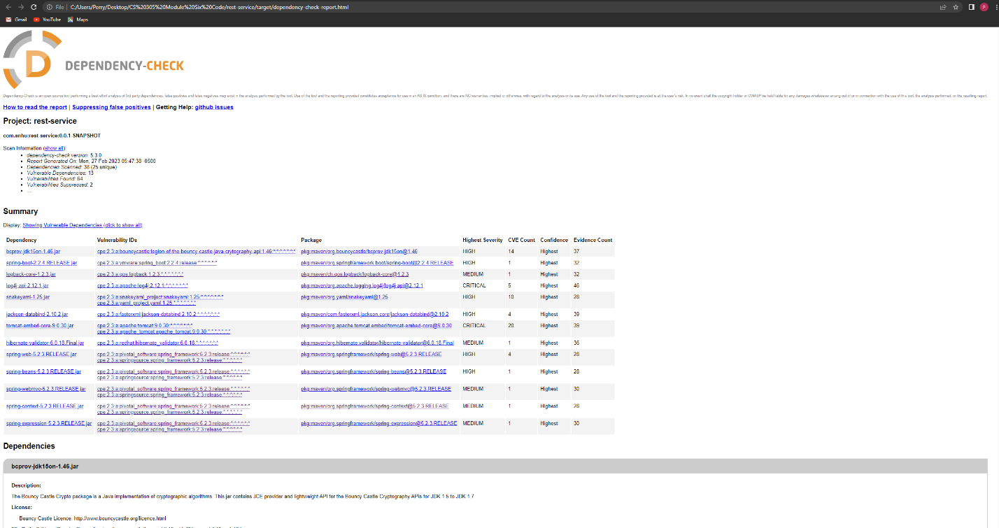 File | C:/Users/Perry/Desktop/CS%20305%20Module%20Six%20Code/rest-service/target/dependency-check-report.html
P
Gmail YouTube Maps
D DEPENDENCY-CHECK
Dependency-Check is an open source tool performing a best effort analysis of 3rd party dependencies; false positives and false negatives may exist in the analysis performed by the tool. Use of the tool and the reporting provided constitutes acceptance for use in an AS IS condition, and there are NO warranties, implied or otherwise, with regard to the analysis or its use. Any use of the tool and the reporting provided is at the user's risk. In no event shall the copyright holder or OWASP be held liable for any damages whatsoever arising out of or in connection with the use of this tool, the analysis performed, or the resulting report.
How to read the report | Suppressing false positives | Getting Help: github issues
Project: rest-service
com.snhu:rest-service:0.0.1-SNAPSHOT
Scan Information (show all)
• dependency-check version: 5.3.0
• Report Generated On: Mon, 27 Feb 2023 05:47:38 -0500
• Dependencies Scanned: 38 (25 unique)
• Vulnerable Dependencies: 13
• Vulnerabilities Found: 64
• Vulnerabilities Suppressed: 2
• ...
Summary
Display: Showing Vulnerable Dependencies (click to show all)
Dependency Vulnerability IDs Package Highest Severity CVE Count Confidence Evidence Count
bcprov-jdk15on-1.46.jar cpe:2.3:a:bouncycastle:legion-of-the-bouncy-castle-java-crytography-api:1.46:*:*:*:*:*:*:* pkg:maven/org.bouncycastle/bcprov-jdk15on@1.46 HIGH 14 Highest 37
spring-boot-2.2.4.RELEASE.jar cpe:2.3:a:vmware:spring_boot:2.2.4:release:*:*:*:*:*:* pkg:maven/org.springframework.boot/spring-boot@2.2.4.RELEASE HIGH 1 Highest 32
logback-core-1.2.3.jar cpe:2.3:a:qos:logback:1.2.3:*:*:*:*:*:*:* pkg:maven/ch.qos.logback/logback-core@1.2.3 MEDIUM 1 Highest 32
log4j-api-2.12.1.jar cpe:2.3:a:apache:log4j:2.12.1:*:*:*:*:*:*:* pkg:maven/org.apache.logging.log4j/log4j-api@2.12.1 CRITICAL 5 Highest 46
snakeyaml-1.25.jar cpe:2.3:a:snakeyaml_project:snakeyaml:1.25:*:*:*:*:*:*:* pkg:maven/org.yaml/snakeyaml@1.25 HIGH 10 Highest 28
cpe:2.3:a:yaml_project:yaml:1.25:*:*:*:*:*:*:*
jackson-databind-2.10.2.jar cpe:2.3:a:fasterxml:jackson-databind:2.10.2:*:*:*:*:*:*:* pkg:maven/com.fasterxml.jackson.core/jackson-databind@2.10.2 HIGH 4 Highest 39
tomcat-embed-core-9.0.30.jar cpe:2.3:a:apache:tomcat:9.0.30:*:*:*:*:*:*:* pkg:maven/org.apache.tomcat.embed/tomcat-embed-core@9.0.30 CRITICAL 20 Highest 39
cpe:2.3:a:apache_tomcat:apache_tomcat:9.0.30:*:*:*:*:*:*:*
hibernate-validator-6.0.18.Final.jar cpe:2.3:a:redhat:hibernate_validator:6.0.18:*:*:*:*:*:*:* pkg:maven/org.hibernate.validator/hibernate-validator@6.0.18.Final MEDIUM 1 Highest 36
spring-web-5.2.3.RELEASE.jar cpe:2.3:a:pivotal_software:spring_framework:5.2.3:release:*:*:*:*:*:* pkg:maven/org.springframework/spring-web@5.2.3.RELEASE HIGH 4 Highest 28
cpe:2.3:a:springsource:spring_framework:5.2.3:release:*:*:*:*:*:*
spring-beans-5.2.3.RELEASE.jar cpe:2.3:a:pivotal_software:spring_framework:5.2.3:release:*:*:*:*:*:* pkg:maven/org.springframework/spring-beans@5.2.3.RELEASE HIGH 1 Highest 28
cpe:2.3:a:springsource:spring_framework:5.2.3:release:*:*:*:*:*:*
spring-webmvc-5.2.3.RELEASE.jar cpe:2.3:a:pivotal_software:spring_framework:5.2.3:release:*:*:*:*:*:* pkg:maven/org.springframework/spring-webmvc@5.2.3.RELEASE MEDIUM 1 Highest 30
cpe:2.3:a:springsource:spring_framework:5.2.3:release:*:*:*:*:*:*
spring-context-5.2.3.RELEASE.jar cpe:2.3:a:pivotal_software:spring_framework:5.2.3:release:*:*:*:*:*:* pkg:maven/org.springframework/spring-context@5.2.3.RELEASE MEDIUM 1 Highest 28
cpe:2.3:a:springsource:spring_framework:5.2.3:release:*:*:*:*:*:*
spring-expression-5.2.3.RELEASE.jar cpe:2.3:a:pivotal_software:spring_framework:5.2.3:release:*:*:*:*:*:* pkg:maven/org.springframework/spring-expression@5.2.3.RELEASE MEDIUM 1 Highest 30
cpe:2.3:a:springsource:spring_framework:5.2.3:release:*:*:*:*:*:*
Dependencies
bcprov-jdk15on-1.46.jar
Description:
The Bouncy Castle Crypto package is a Java implementation of cryptographic algorithms. This jar contains JCE provider and lightweight API for the Bouncy Castle Cryptography APIs for JDK 1.5 to JDK 1.7.
License:
Bouncy Castle Licence: http://www.bouncycastle.org/licence.html